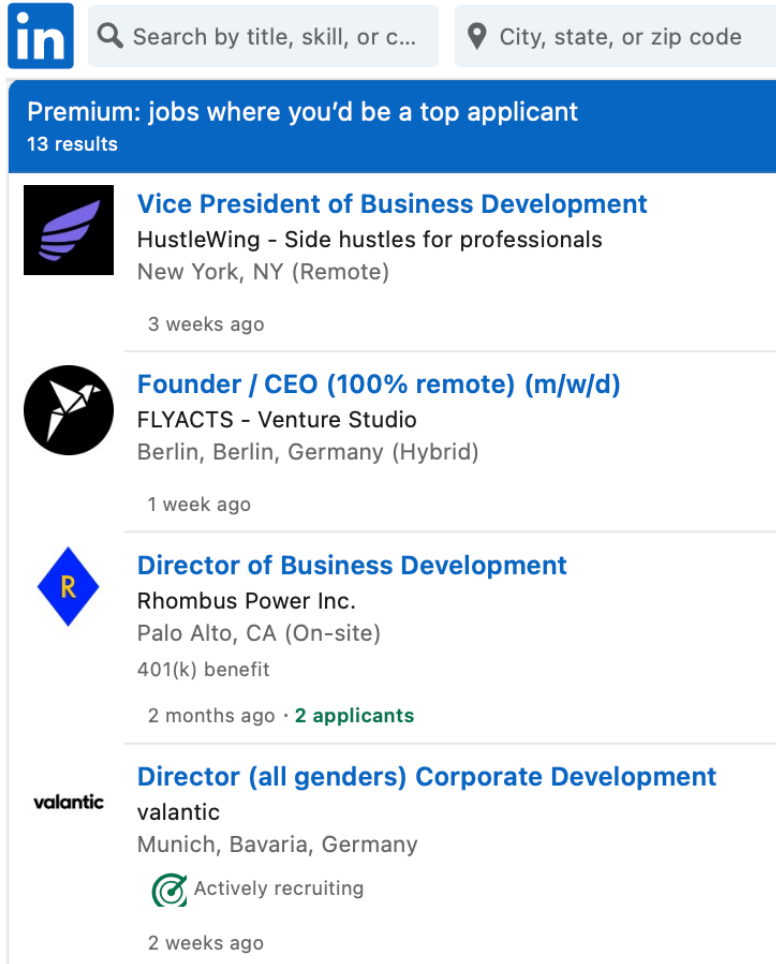 in
Search by title, skill, or c...
City, state, or zip code
Premium: jobs where you’d be a top applicant
13 results
Vice President of Business Development
HustleWing - Side hustles for professionals
New York, NY (Remote)
3 weeks ago
Founder / CEO (100% remote) (m/w/d)
FLYACTS - Venture Studio
Berlin, Berlin, Germany (Hybrid)
1 week ago
R
Director of Business Development
Rhombus Power Inc.
Palo Alto, CA (On-site)
401(k) benefit
2 months ago · 2 applicants
valantic
Director (all genders) Corporate Development
valantic
Munich, Bavaria, Germany
Actively recruiting
2 weeks ago